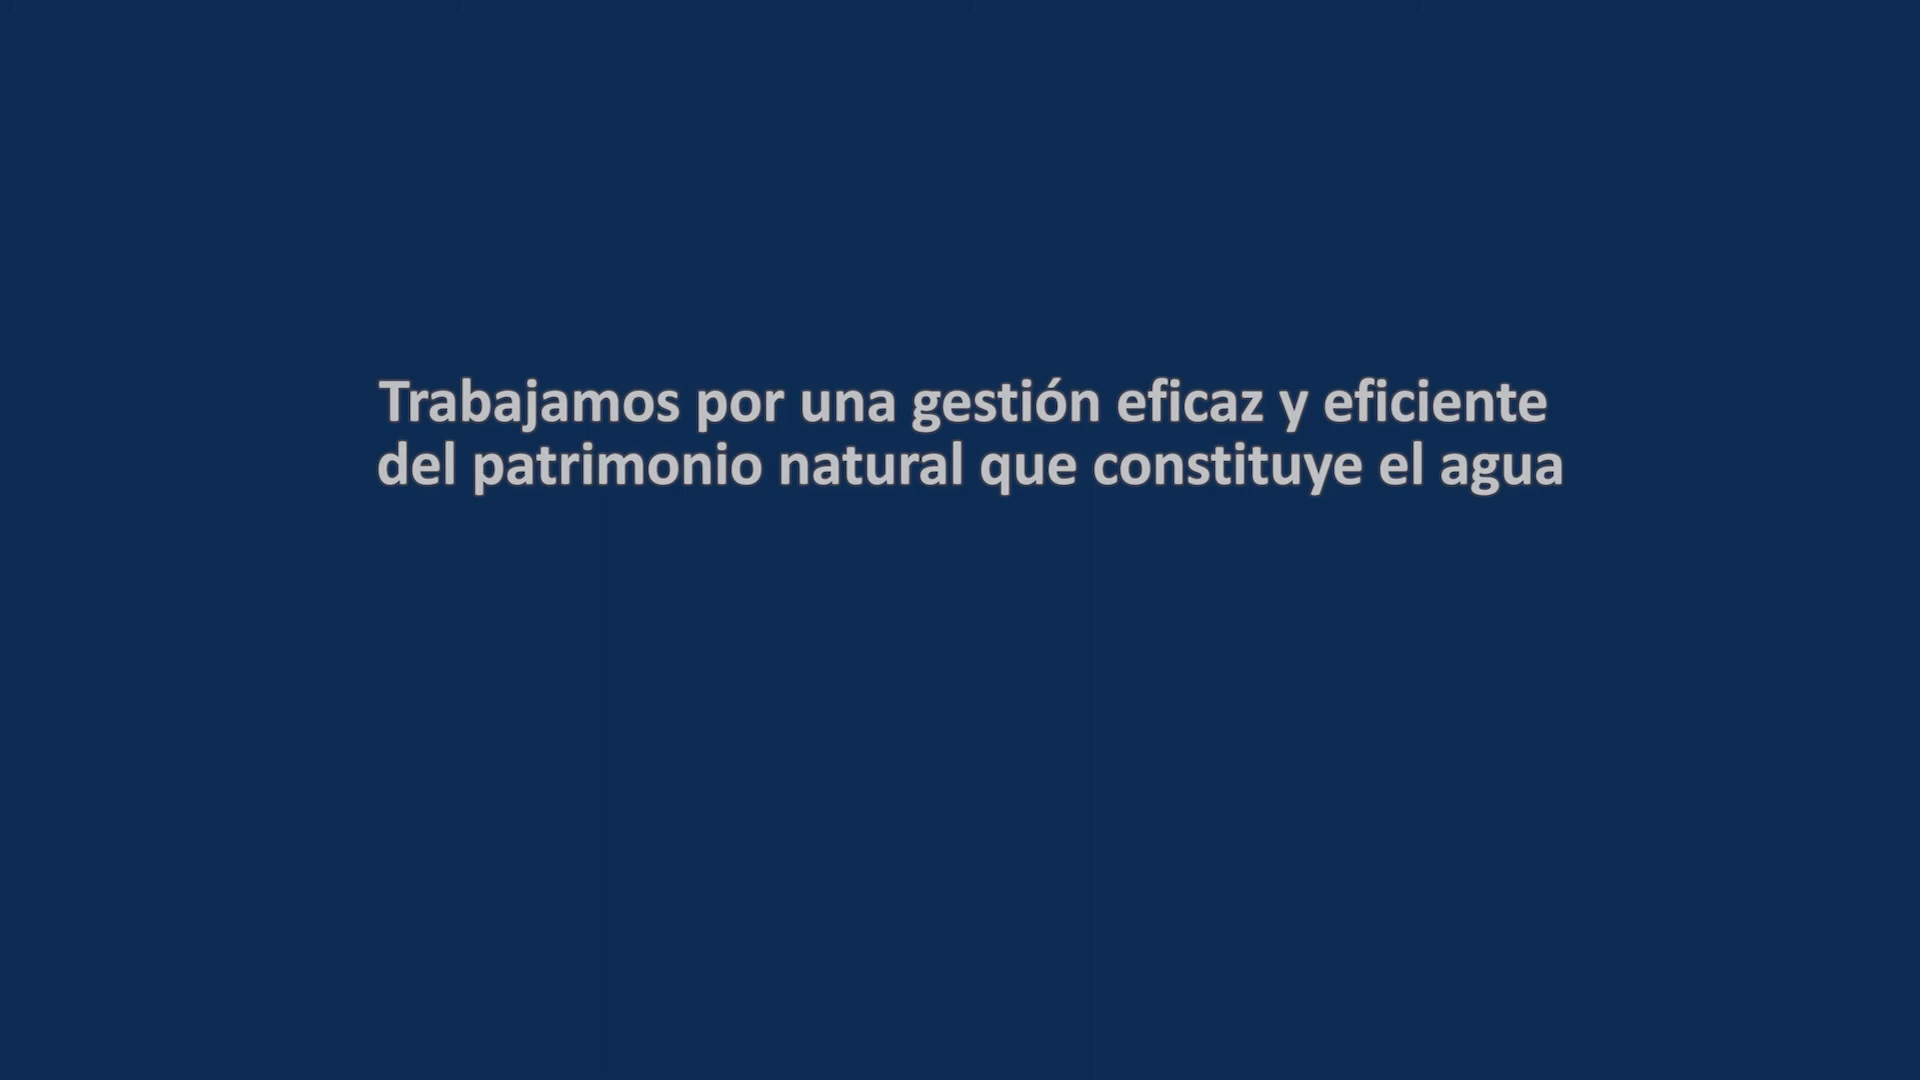 Trabajamos por una gestión eficaz y eficiente
del patrimonio natural que constituye el agua